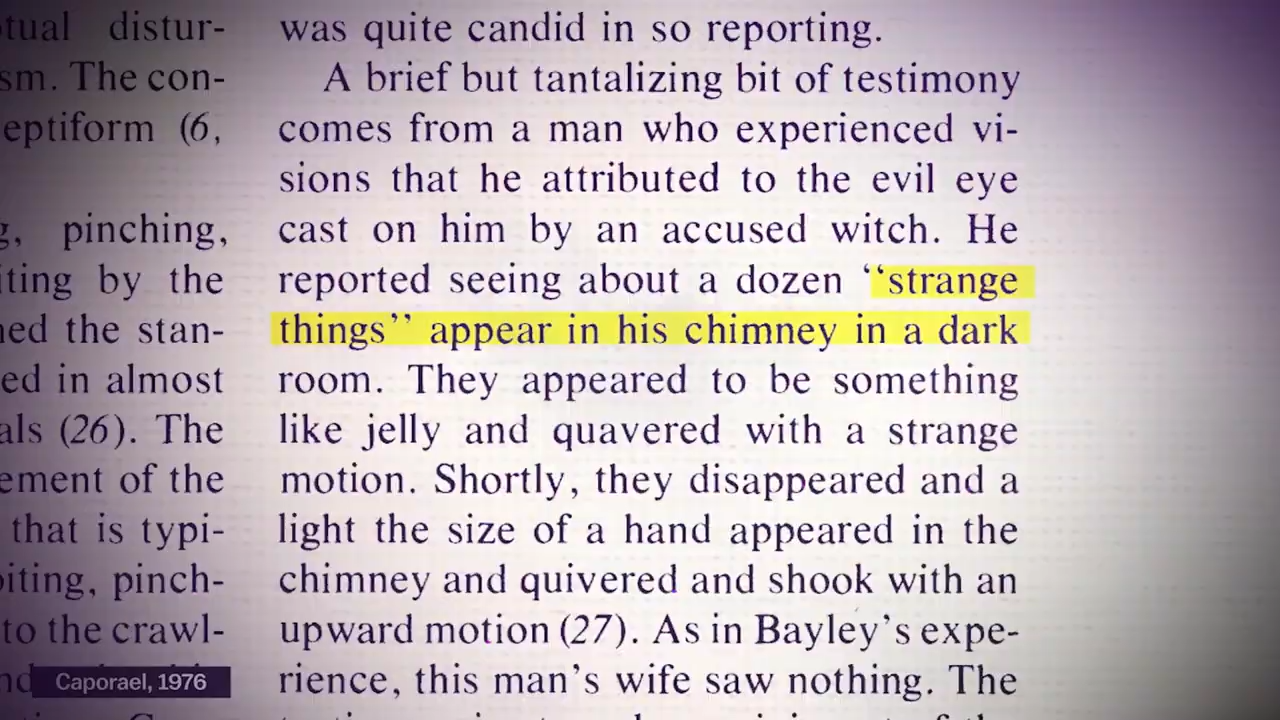 tual distur-
sm. The con-
eptiform (6,
g, pinching,
iting by the
ned the stan-
ed in almost
als (26). The
ement of the
that is typi-
biting, pinch-
to the crawl-
was quite candid in so reporting.
A brief but tantalizing bit of testimony
comes from a man who experienced vi-
sions that he attributed to the evil eye
cast on him by an accused witch. He
reported seeing about a dozen ‘‘strange
things’’ appear in his chimney in a dark
room. They appeared to be something
like jelly and quavered with a strange
motion. Shortly, they disappeared and a
light the size of a hand appeared in the
chimney and quivered and shook with an
upward motion (27). As in Bayley’s expe-
rience, this man’s wife saw nothing. The
Caporael, 1976